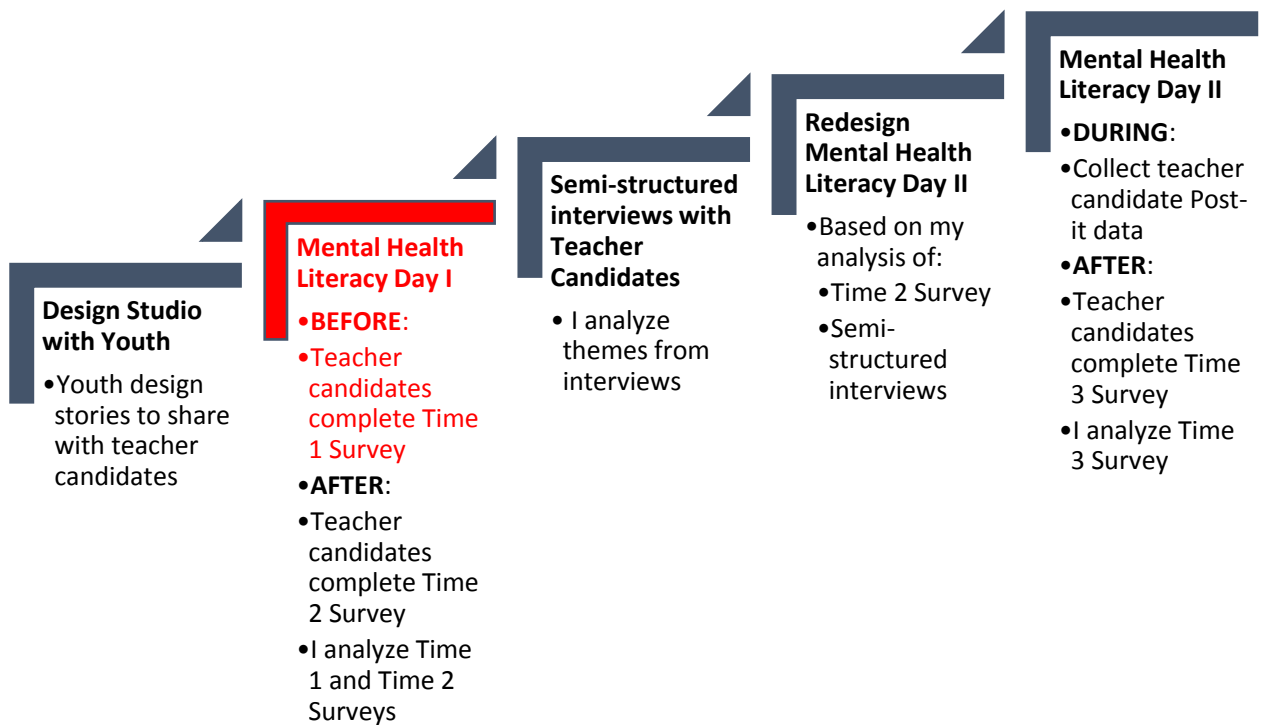 Design Studio
with Youth
•Youth design
stories to share
with teacher
candidates
Mental Health
Literacy Day I
•BEFORE:
•Teacher
candidates
complete Time
1 Survey
•AFTER:
•Teacher
candidates
complete Time
2 Survey
•I analyze Time
1 and Time 2
Surveys
Semi-structured
interviews with
Teacher
Candidates
• I analyze
themes from
interviews
Redesign
Mental Health
Literacy Day II
•Based on my
analysis of:
•Time 2 Survey
•Semi-
structured
interviews
Mental Health
Literacy Day II
•DURING:
•Collect teacher
candidate Post-
it data
•AFTER:
•Teacher
candidates
complete Time
3 Survey
•I analyze Time
3 Survey